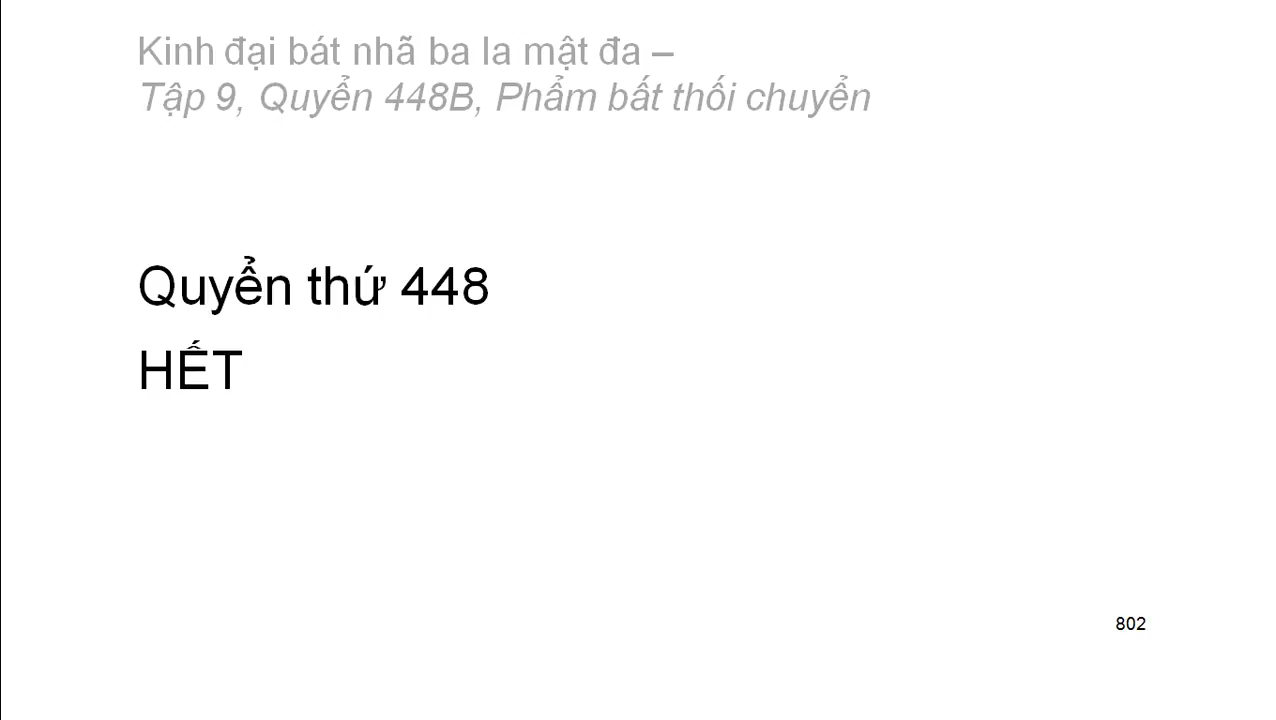 Kinh đại bát nhã ba la mật đa –
Tập 9, Quyển 448B, Phẩm bất thối chuyển
Quyển thứ 448
HẾT
802